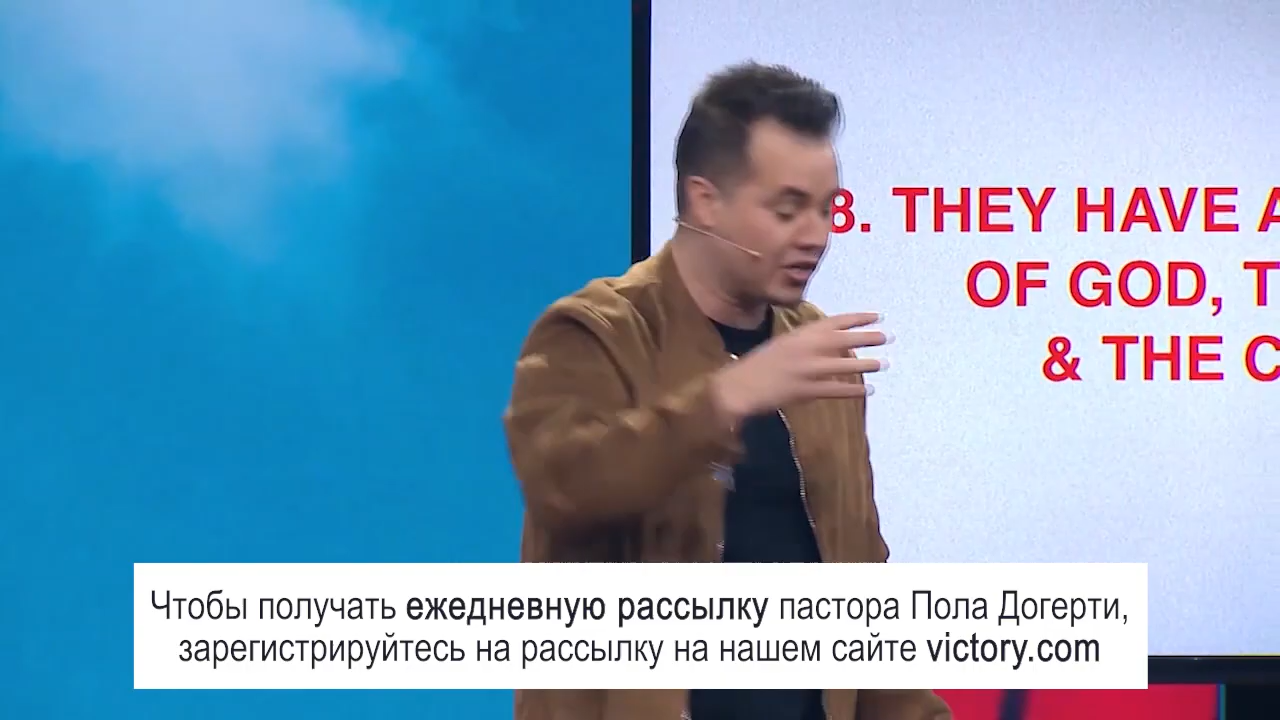 8. THEY HAVE A
OF GOD, T
& THE C
Чтобы получать ежедневную рассылку пастора Пола Догерти,
зарегистрируйтесь на рассылку на нашем сайте victory.com